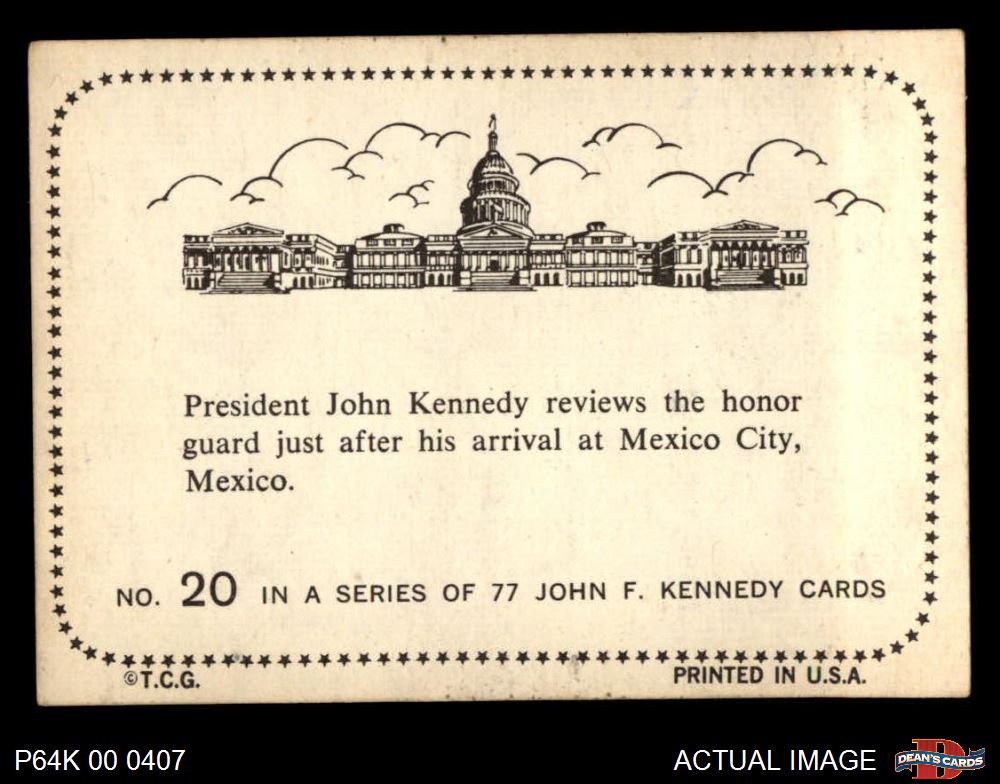 President John Kennedy reviews the honor
guard just after his arrival at Mexico City,
Mexico.
NO. 20 IN A SERIES OF 77 JOHN F. KENNEDY CARDS
©T.C.G. PRINTED IN U.S.A.
P64K 00 0407 ACTUAL IMAGE D DEAN'S CARDS